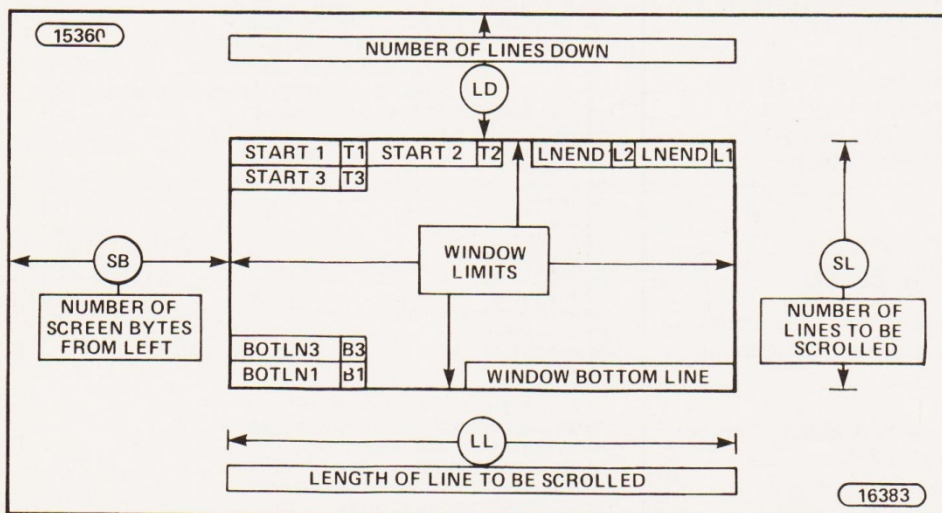 15360
NUMBER OF LINES DOWN
LD
START 1 T1 START 2 T2 LNEND L2 LNEND L1
START 3 T3
SB
WINDOW
LIMITS
SL
NUMBER OF
SCREEN BYTES
FROM LEFT
NUMBER OF
LINES TO BE
SCROLLED
BOTLN3 B3
BOTLN1 B1 WINDOW BOTTOM LINE
LL
LENGTH OF LINE TO BE SCROLLED
16383